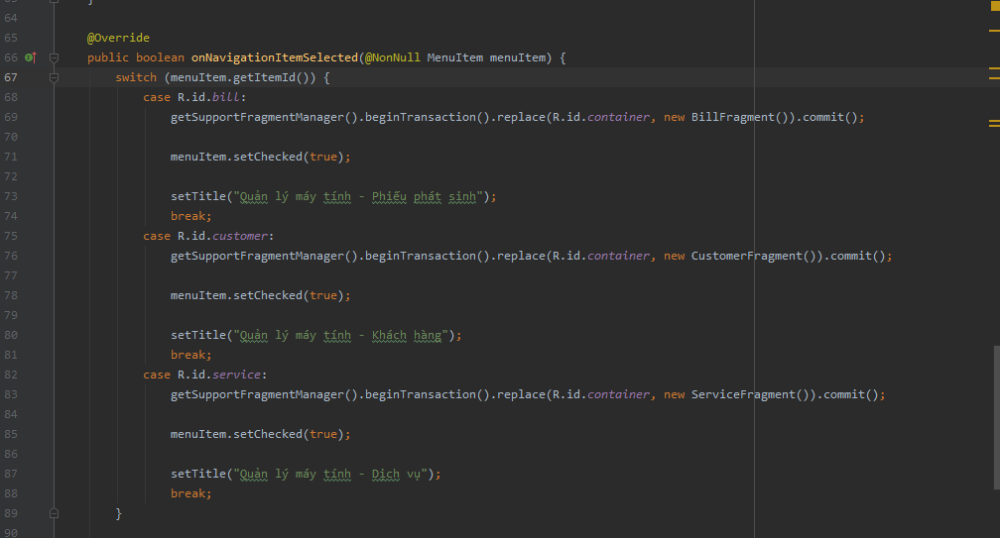 64
65 @Override
66 public boolean onNavigationItemSelected(@NonNull MenuItem menuItem) {
67 switch (menuItem.getItemId()) {
68 case R.id.bill:
69 getSupportFragmentManager().beginTransaction().replace(R.id.container, new BillFragment()).commit();
70
71 menuItem.setChecked(true);
72
73 setTitle("Quản lý máy tính - Phiếu phát sinh");
74 break;
75 case R.id.customer:
76 getSupportFragmentManager().beginTransaction().replace(R.id.container, new CustomerFragment()).commit();
77
78 menuItem.setChecked(true);
79
80 setTitle("Quản lý máy tính - Khách hàng");
81 break;
82 case R.id.service:
83 getSupportFragmentManager().beginTransaction().replace(R.id.container, new ServiceFragment()).commit();
84
85 menuItem.setChecked(true);
86
87 setTitle("Quản lý máy tính - Dịch vụ");
88 break;
89 }
90